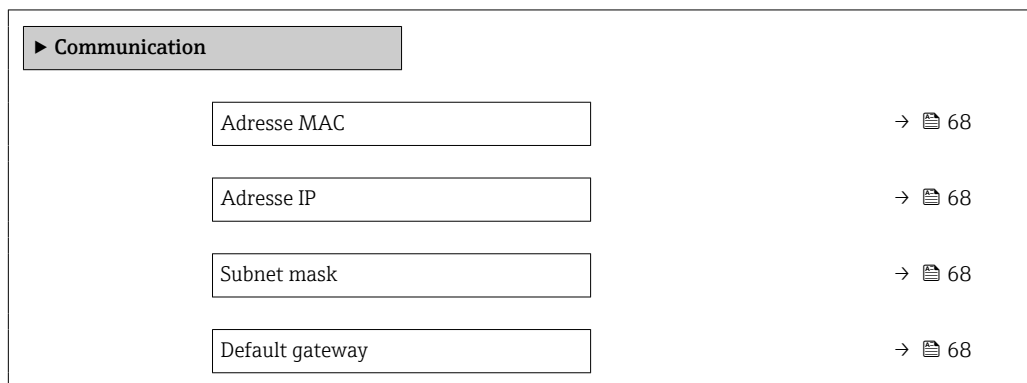 ► Communication
Adresse MAC → 68
Adresse IP → 68
Subnet mask → 68
Default gateway → 68